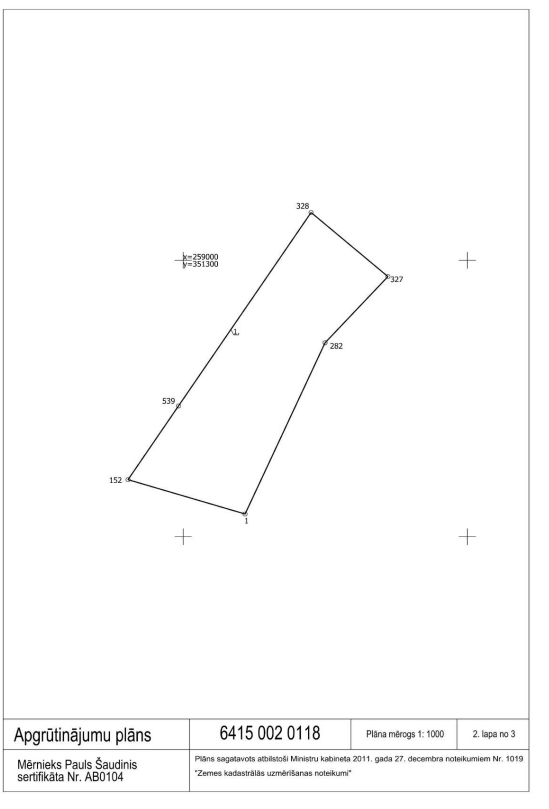 328
x=259000
y=351300
327
1
282
539
152
1
Apgrūtinājumu plāns
6415 002 0118
Plāna mērogs 1: 1000
2. lapa no 3
Mērnieks Pauls Šaudinis
sertifikāta Nr. AB0104
Plāns sagatavots atbilstoši Ministru kabineta 2011. gada 27. decembra noteikumiem Nr. 1019
"Zemes kadastrālās uzmērīšanas noteikumi"